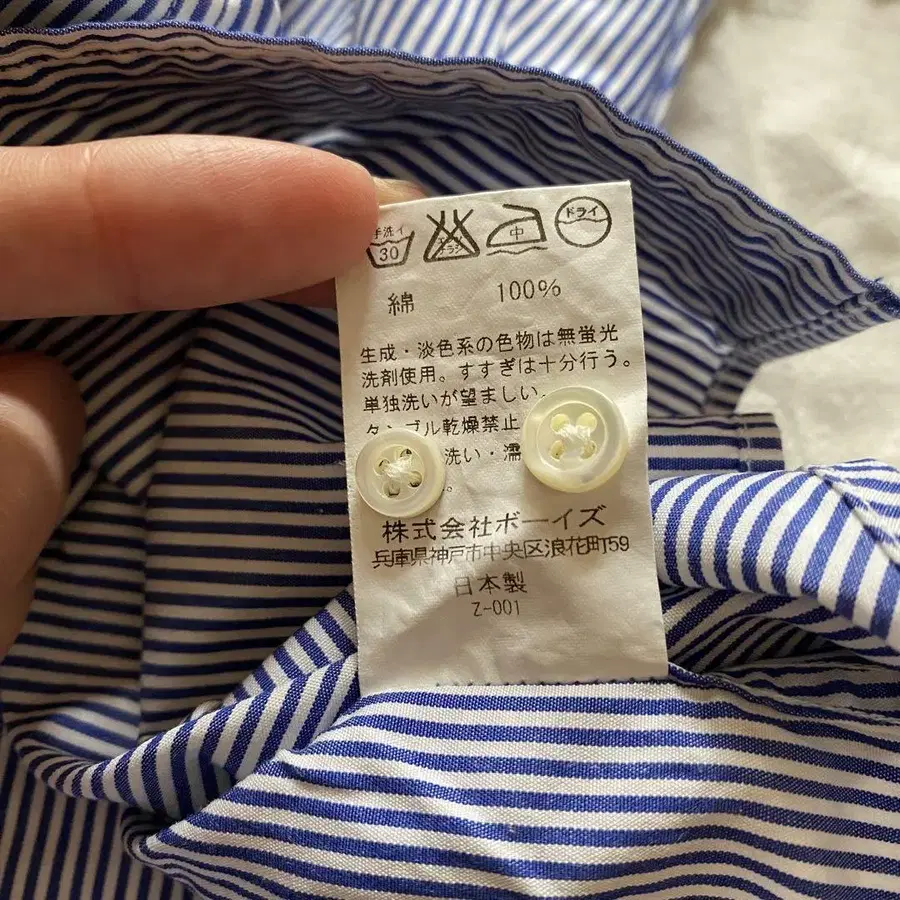 手洗イ
30
中
ドライ
綿 100%
生成・淡色系の色物は無蛍光
洗剤使用。すすぎは十分行う。
単独洗いが望ましい。
タンブル乾燥禁止
洗い・濡
。
株式会社ボーイズ
兵庫県神戸市中央区浪花町59
日本製
Z-001